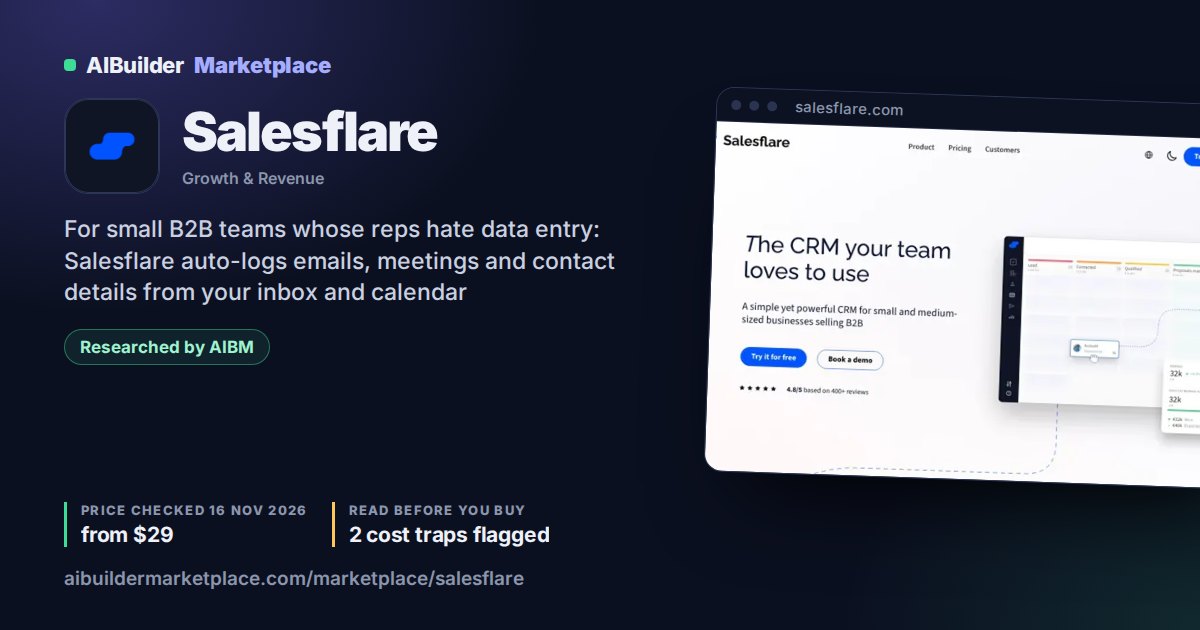 AIBuilder Marketplace
Salesflare
Growth & Revenue
For small B2B teams whose reps hate data entry:
Salesflare auto-logs emails, meetings and contact
details from your inbox and calendar
Researched by AIBM
PRICE CHECKED 16 NOV 2026
from $29
READ BEFORE YOU BUY
2 cost traps flagged
aibuildermarketplace.com/marketplace/salesflare
salesflare.com
Salesflare
Product Pricing Customers
The CRM your team
loves to use
A simple yet powerful CRM for small and medium-
sized businesses selling B2B
Try it for free
Book a demo
4.8/5 based on 400+ reviews
Lead
Contacted
Qualified
32k
32k